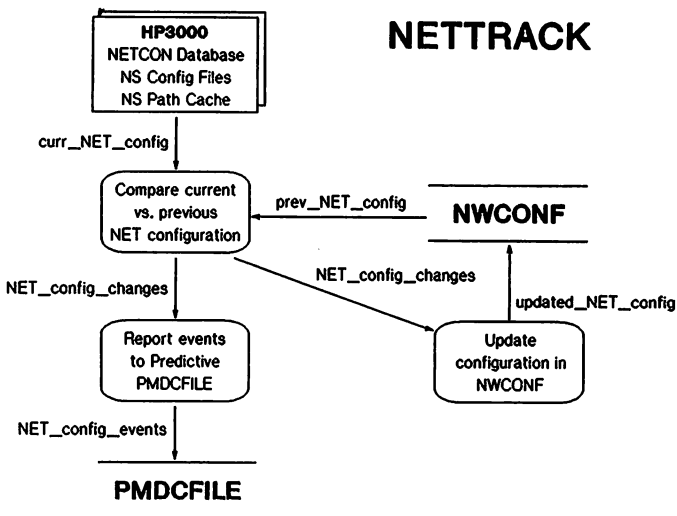 HP3000
NETCON Database
NS Config Files
NS Path Cache
NETTRACK
curr_NET_config
Compare current
vs. previous
NET configuration
prev_NET_config
NWCONF
NET_config_changes
NET_config_changes
updated_NET_config
Report events
to Predictive
PMDCFILE
Update
configuration in
NWCONF
NET_config_events
PMDCFILE